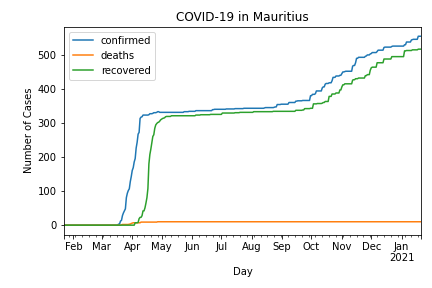 COVID-19 in Mauritius
confirmed
deaths
recovered
Number of Cases
500
400
300
200
100
0
Feb Mar Apr May Jun Jul Aug Sep Oct Nov Dec Jan
2021
Day